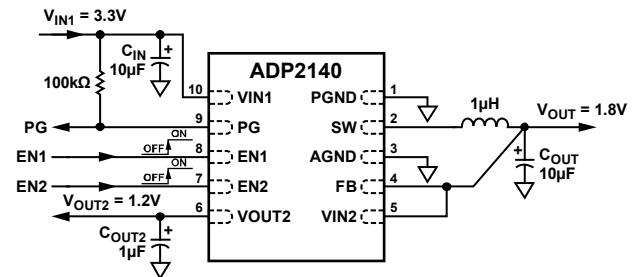 VIN1 = 3.3V
CIN
10µF
+
100kΩ
ADP2140
10 VIN1 PGND 1
1µH
VOUT = 1.8V
PG 9 PG SW 2
EN1 OFF ON 8 EN1 AGND 3
+ COUT
10µF
EN2 OFF ON 7 EN2 FB 4
VOUT2 = 1.2V
6 VOUT2 VIN2 5
COUT2
1µF
+